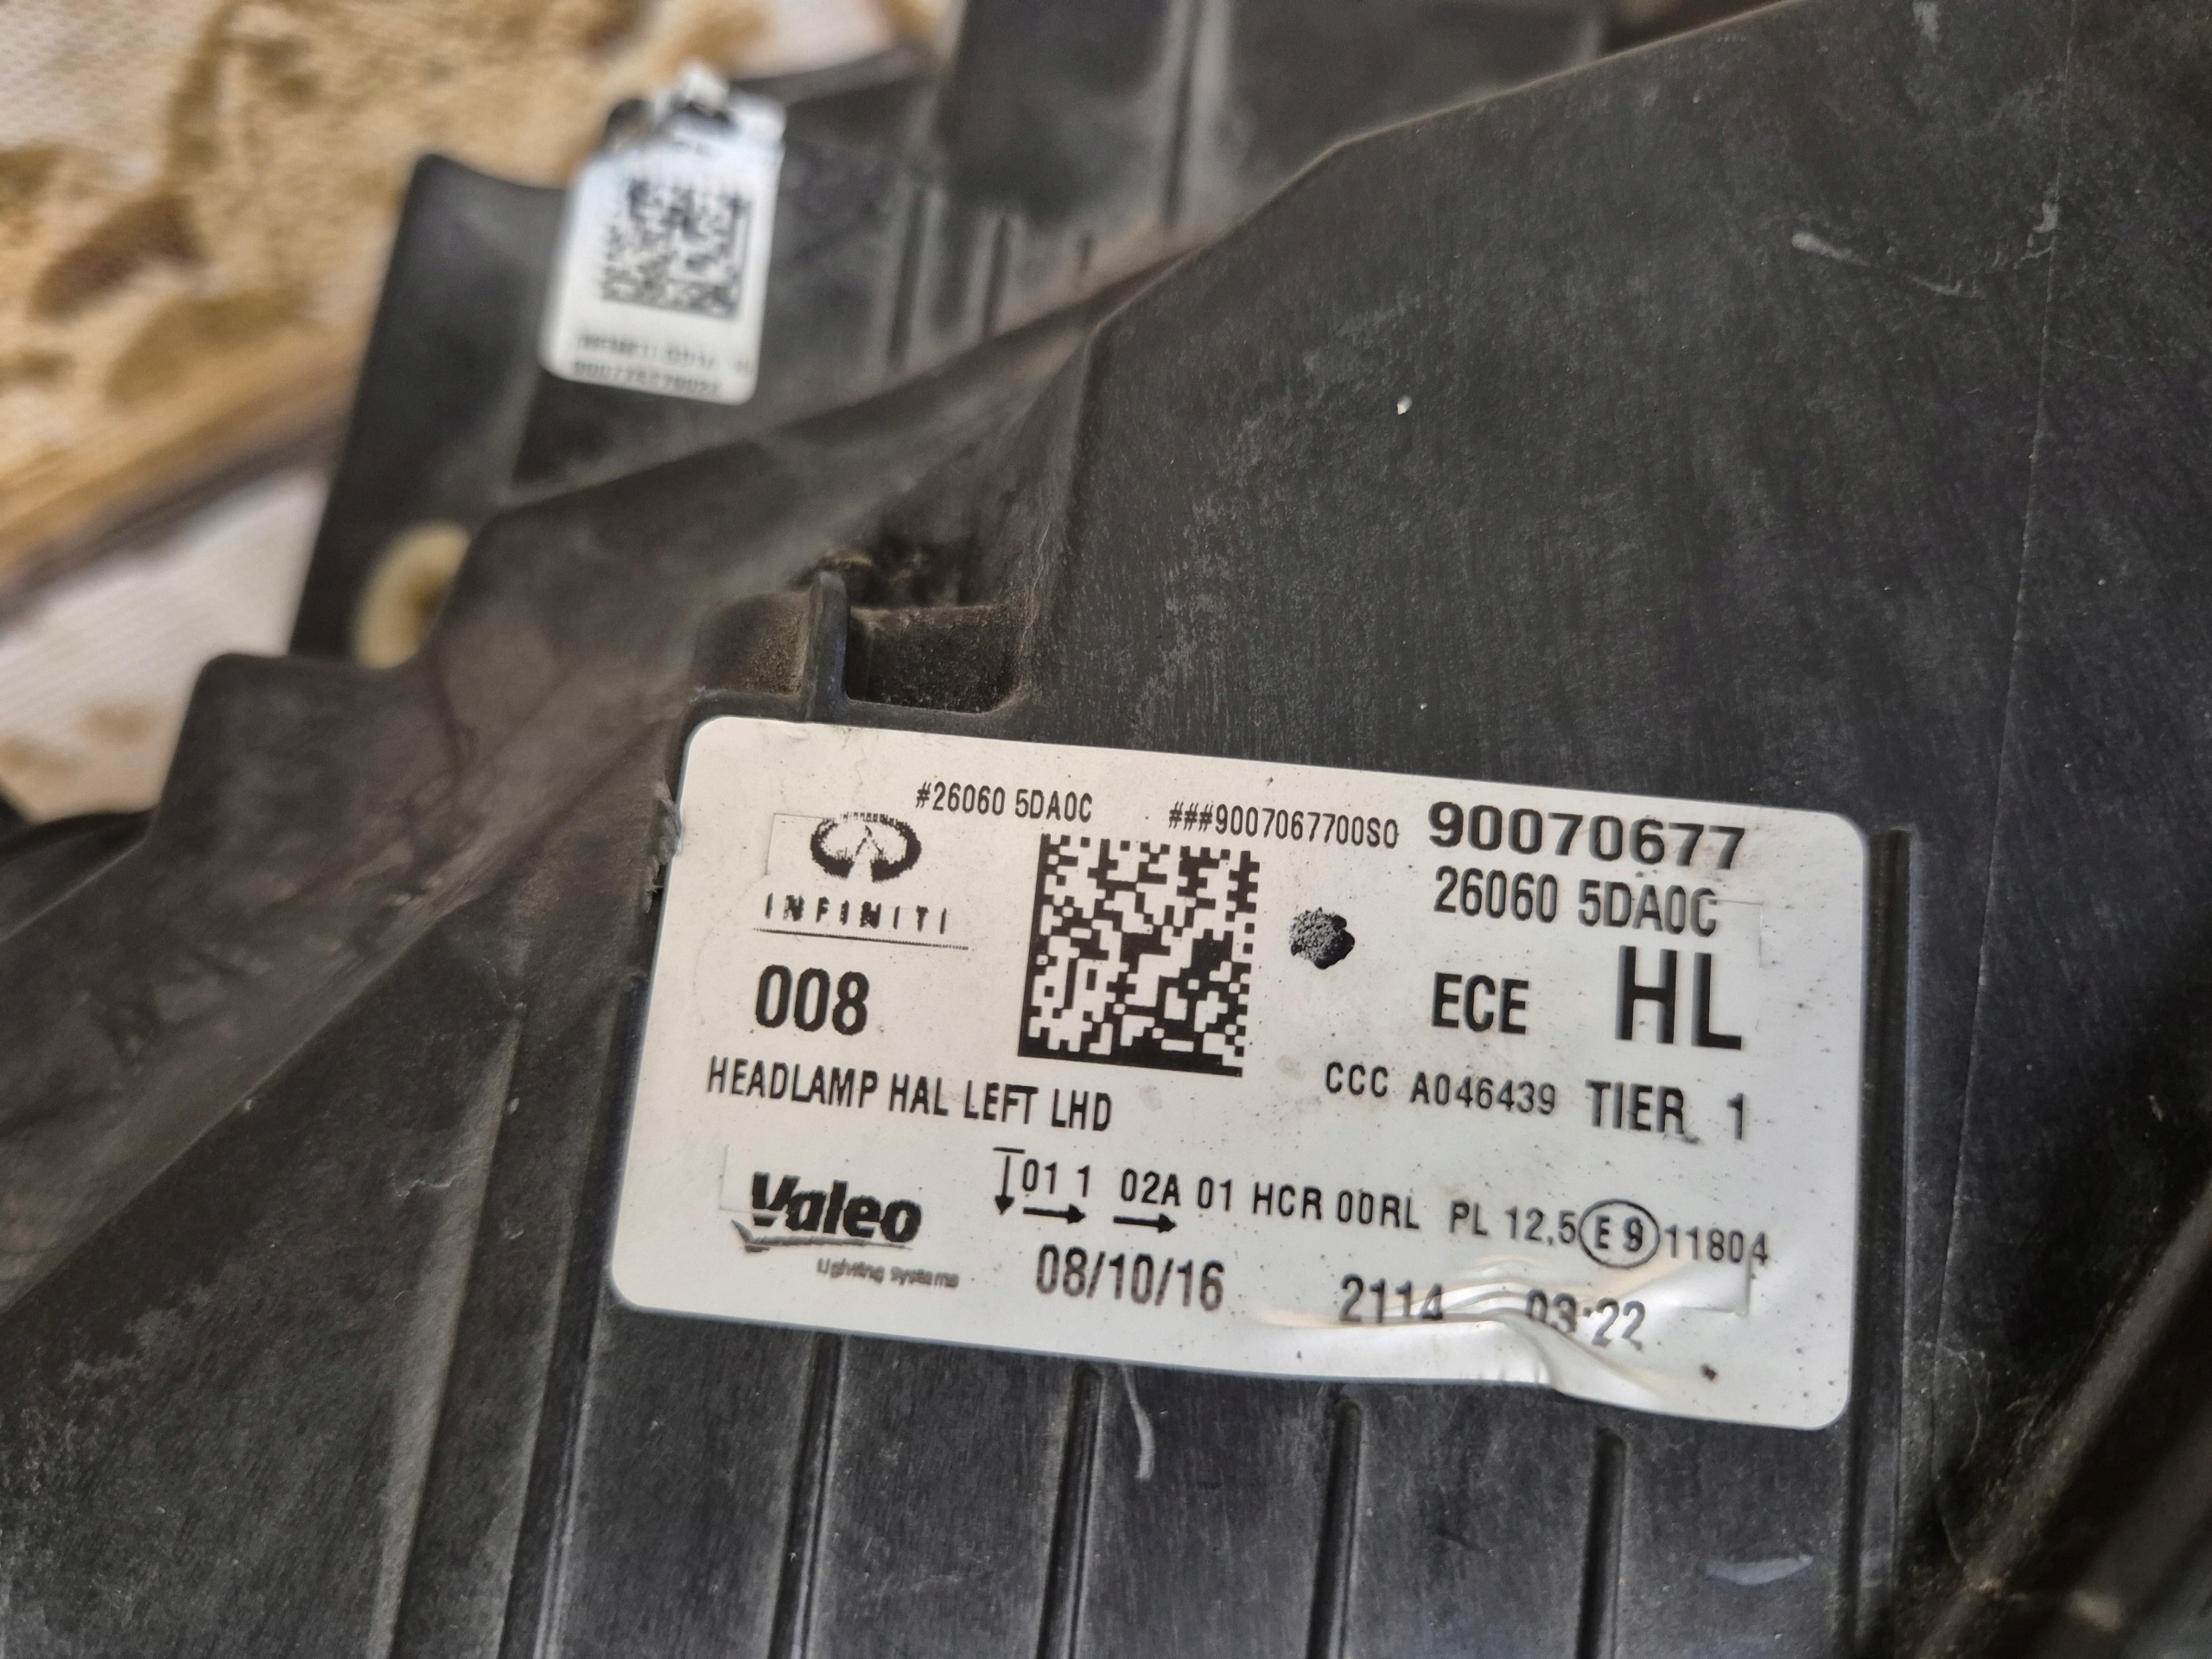 #26060 5DA0C ###9007067700S0 90070677
INFINITI 26060 5DA0C
008 ECE HL
HEADLAMP HAL LEFT LHD CCC A046439 TIER 1
Valeo 01 1 02A 01 HCR 00RL PL 12,5 E 9 11804
Lighting Systems 08/10/16 2114 03:22